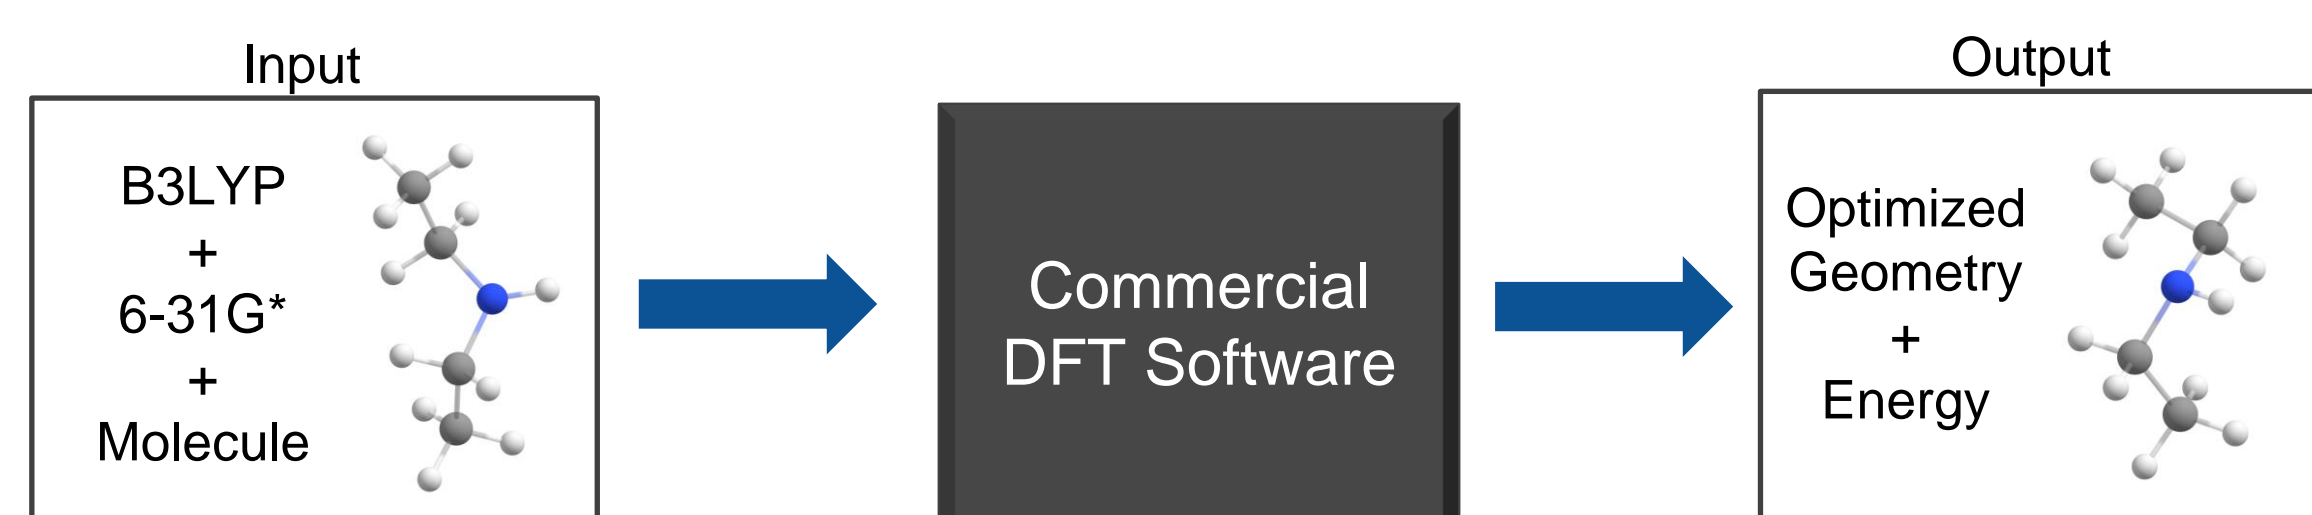 Input
B3LYP
+
6-31G*
+
Molecule
Commercial
DFT Software
Output
Optimized
Geometry
+
Energy